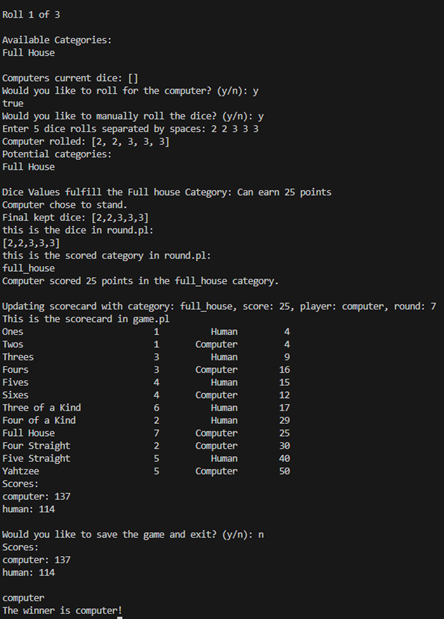 Roll 1 of 3
Available Categories:
Full House
Computers current dice: []
Would you like to roll for the computer? (y/n): y
true
Would you like to manually roll the dice? (y/n): y
Enter 5 dice rolls separated by spaces: 2 2 3 3 3
Computer rolled: [2, 2, 3, 3, 3]
Potential categories:
Full House
Dice Values fulfill the Full house Category: Can earn 25 points
Computer chose to stand.
Final kept dice: [2,2,3,3,3]
this is the dice in round.pl:
[2,2,3,3,3]
this is the scored category in round.pl:
full_house
Computer scored 25 points in the full_house category.
Updating scorecard with category: full_house, score: 25, player: computer, round: 7
This is the scorecard in game.pl
Ones 1 Human 4
Twos 1 Computer 4
Threes 3 Human 9
Fours 3 Computer 16
Fives 4 Human 15
Sixes 4 Computer 12
Three of a Kind 6 Human 17
Four of a Kind 2 Human 29
Full House 7 Computer 25
Four Straight 2 Computer 30
Five Straight 5 Human 40
Yahtzee 5 Computer 50
Scores:
computer: 137
human: 114
Would you like to save the game and exit? (y/n): n
Scores:
computer: 137
human: 114
computer
The winner is computer!